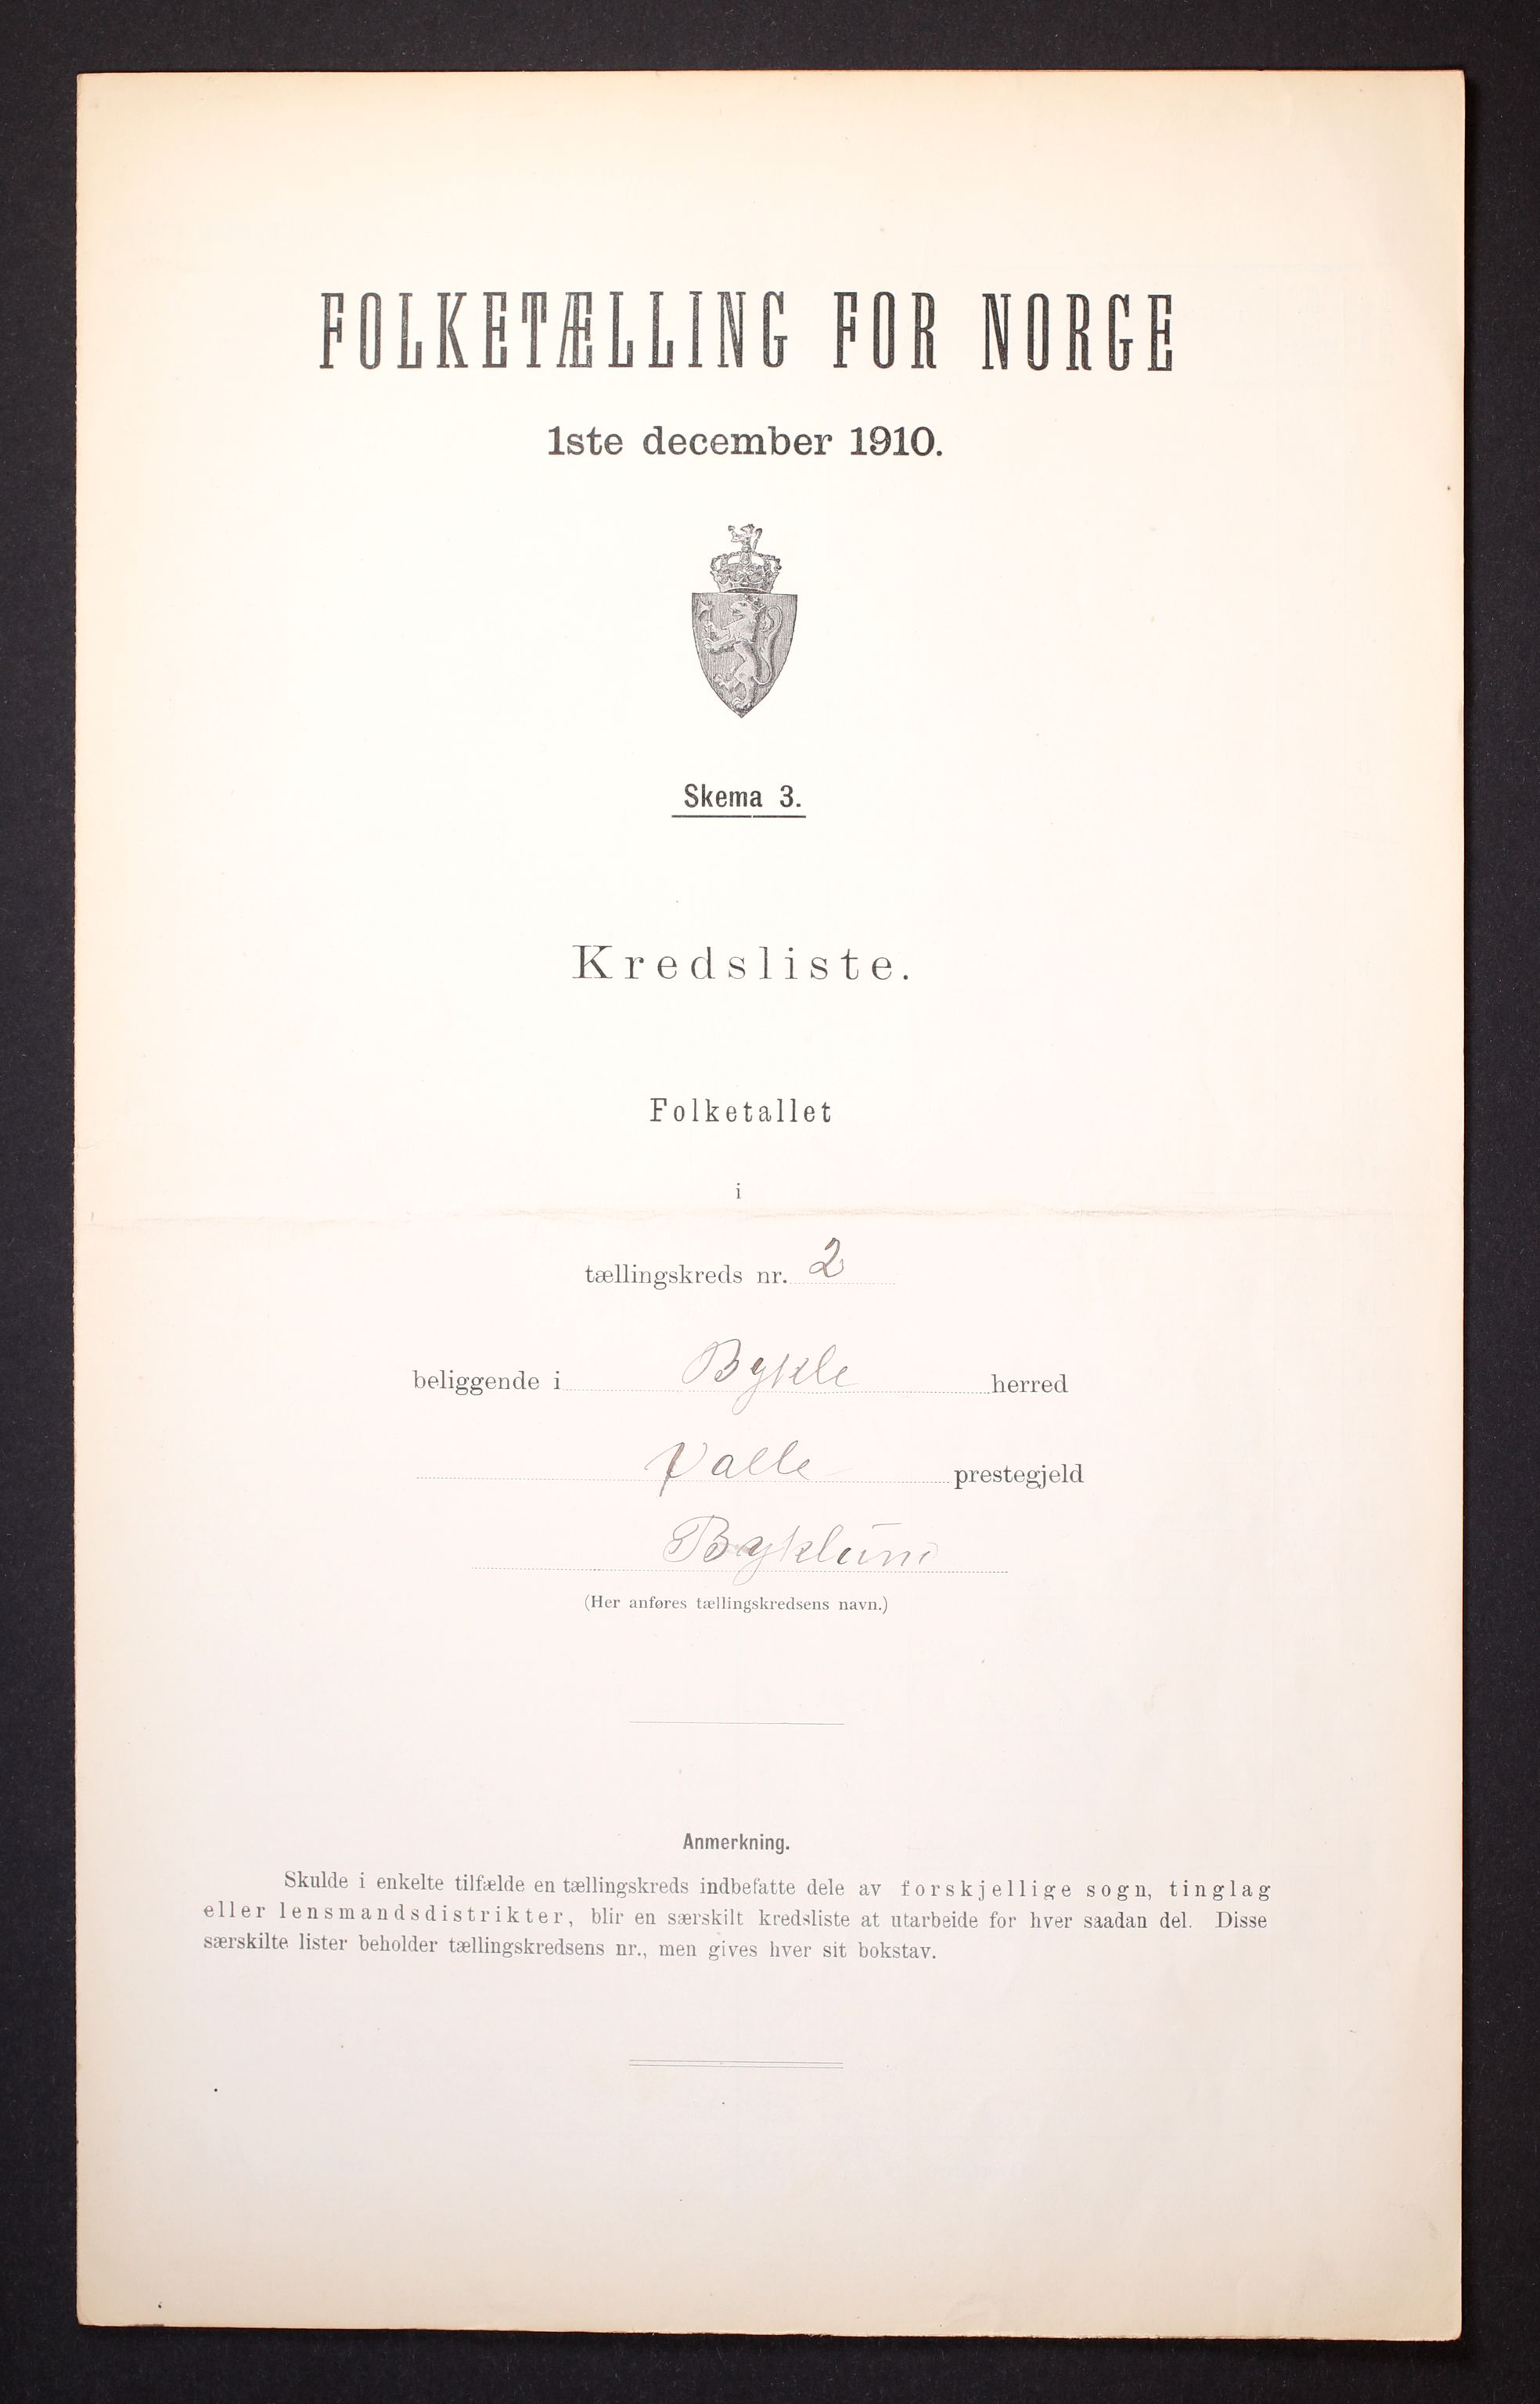 FOLKETÆLLING FOR NORGE
1ste december 1910.
Skema 3.
Kredsliste.
Folketallet
i
tællingskreds nr. 2
beliggende i Bykle herred
Valle prestegjeld
(Her anføres tællingskredsens navn.)
Anmerkning.
Skulde i enkelte tilfælde en tællingskreds indbefatte dele av forskjellige sogn, tinglag
eller lensmandsdistrikter, blir en særskilt kredsliste at utarbeide for hver saadan del. Disse
særskilte lister beholder tællingskredsens nr., men gives hver sit bokstav.